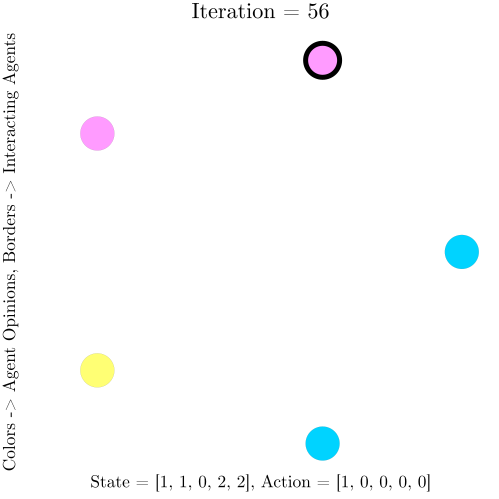 Iteration = 56
Colors -> Agent Opinions, Borders -> Interacting Agents
State = [1, 1, 0, 2, 2], Action = [1, 0, 0, 0, 0]